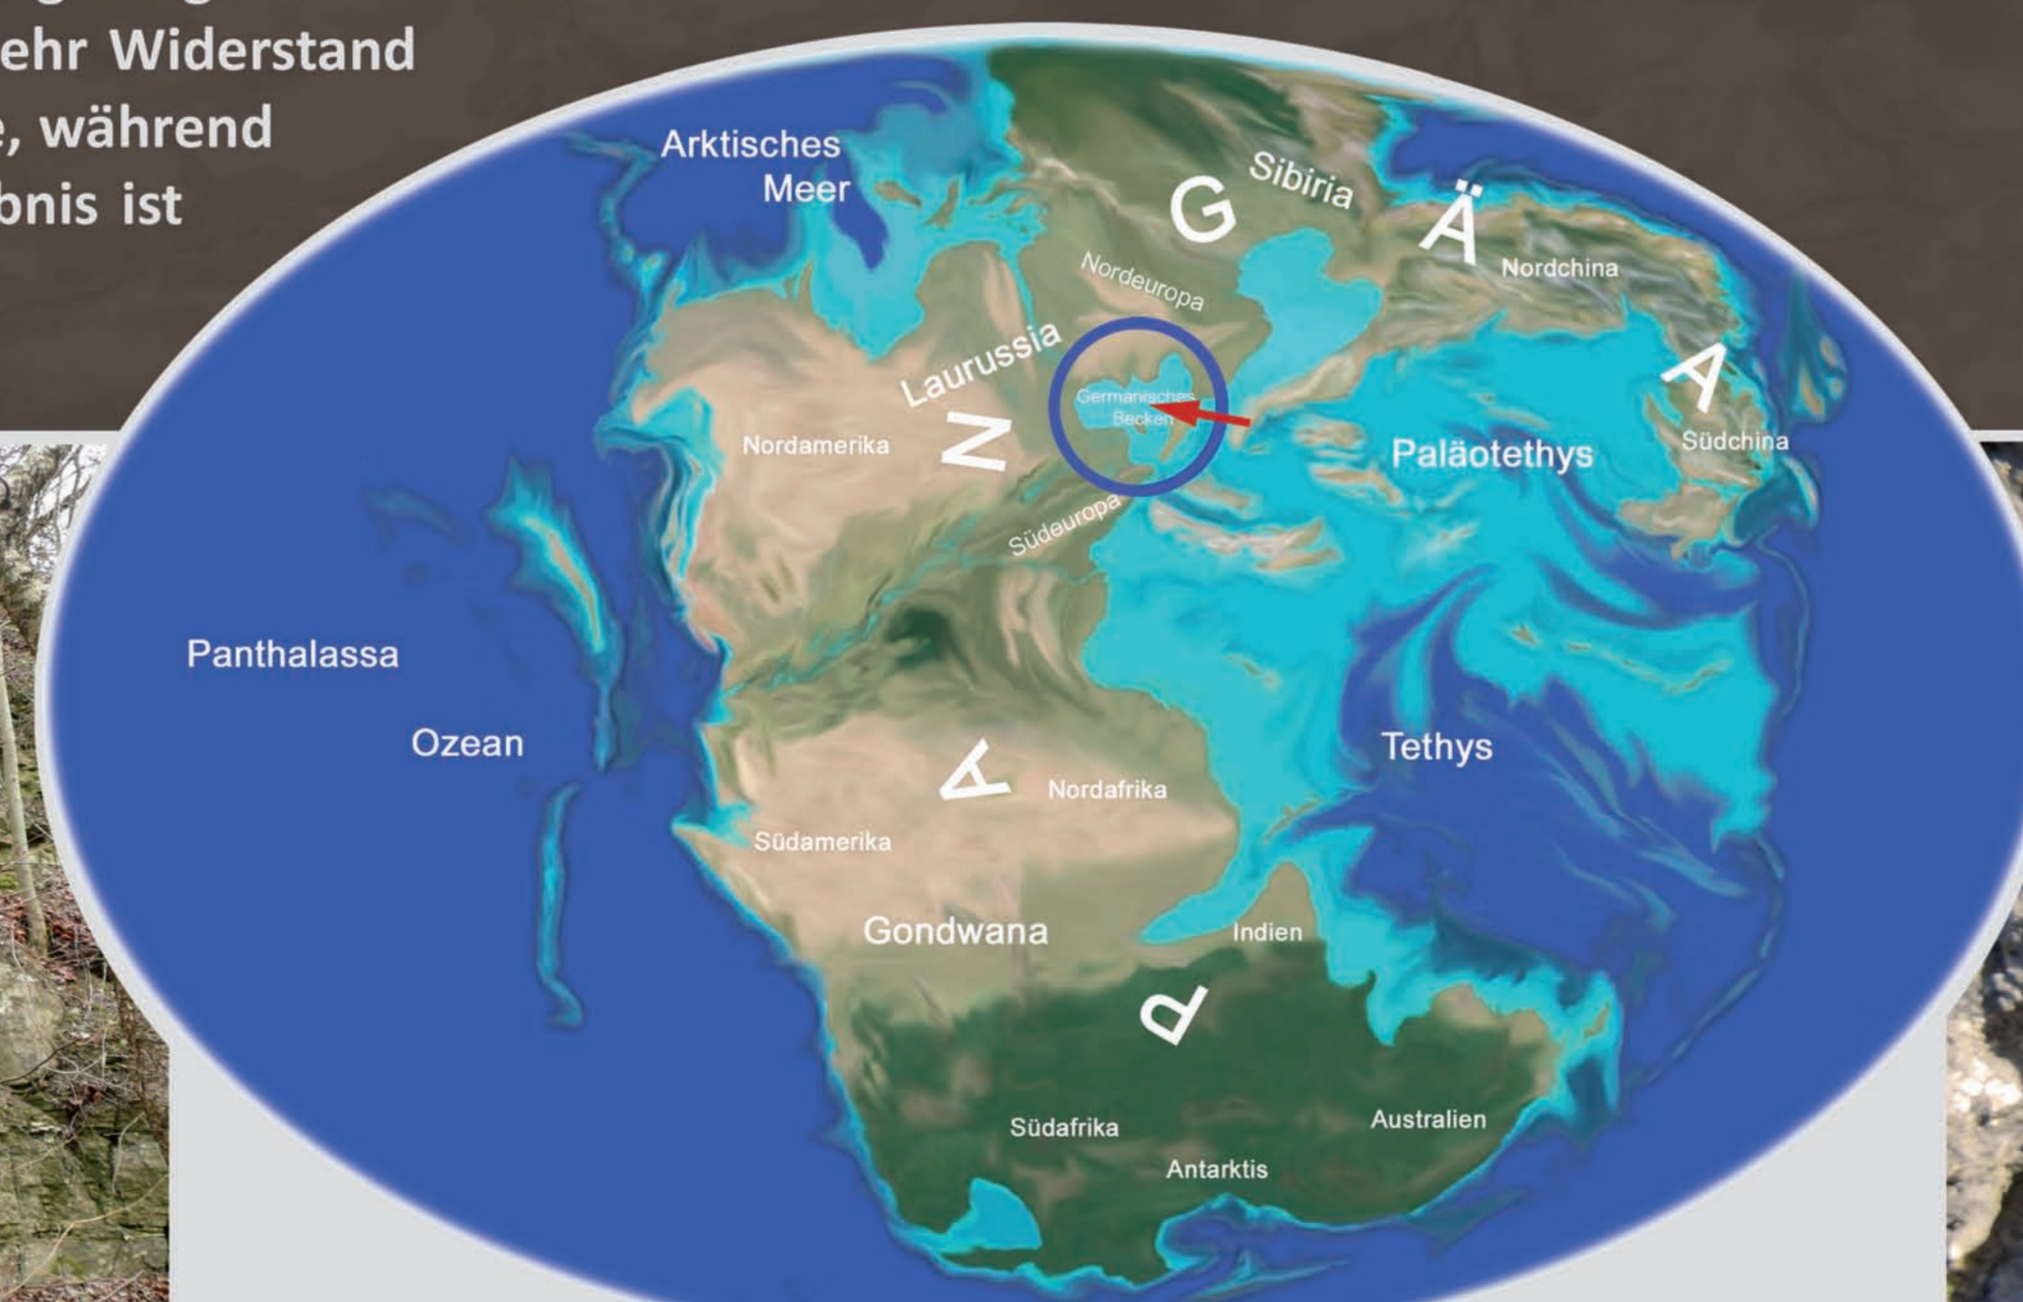 ehr Widerstand
, während
bnis ist
Arktisches
Meer
Sibiria
G
Ä
Nordchina
Nordeuropa
A
Laurussia
Germanisches
Becken
Nordamerika
N
Paläotethys
Südchina
Südeuropa
Panthalassa
Ozean
Tethys
A
Nordafrika
Südamerika
Gondwana
Indien
P
Südafrika
Australien
Antarktis